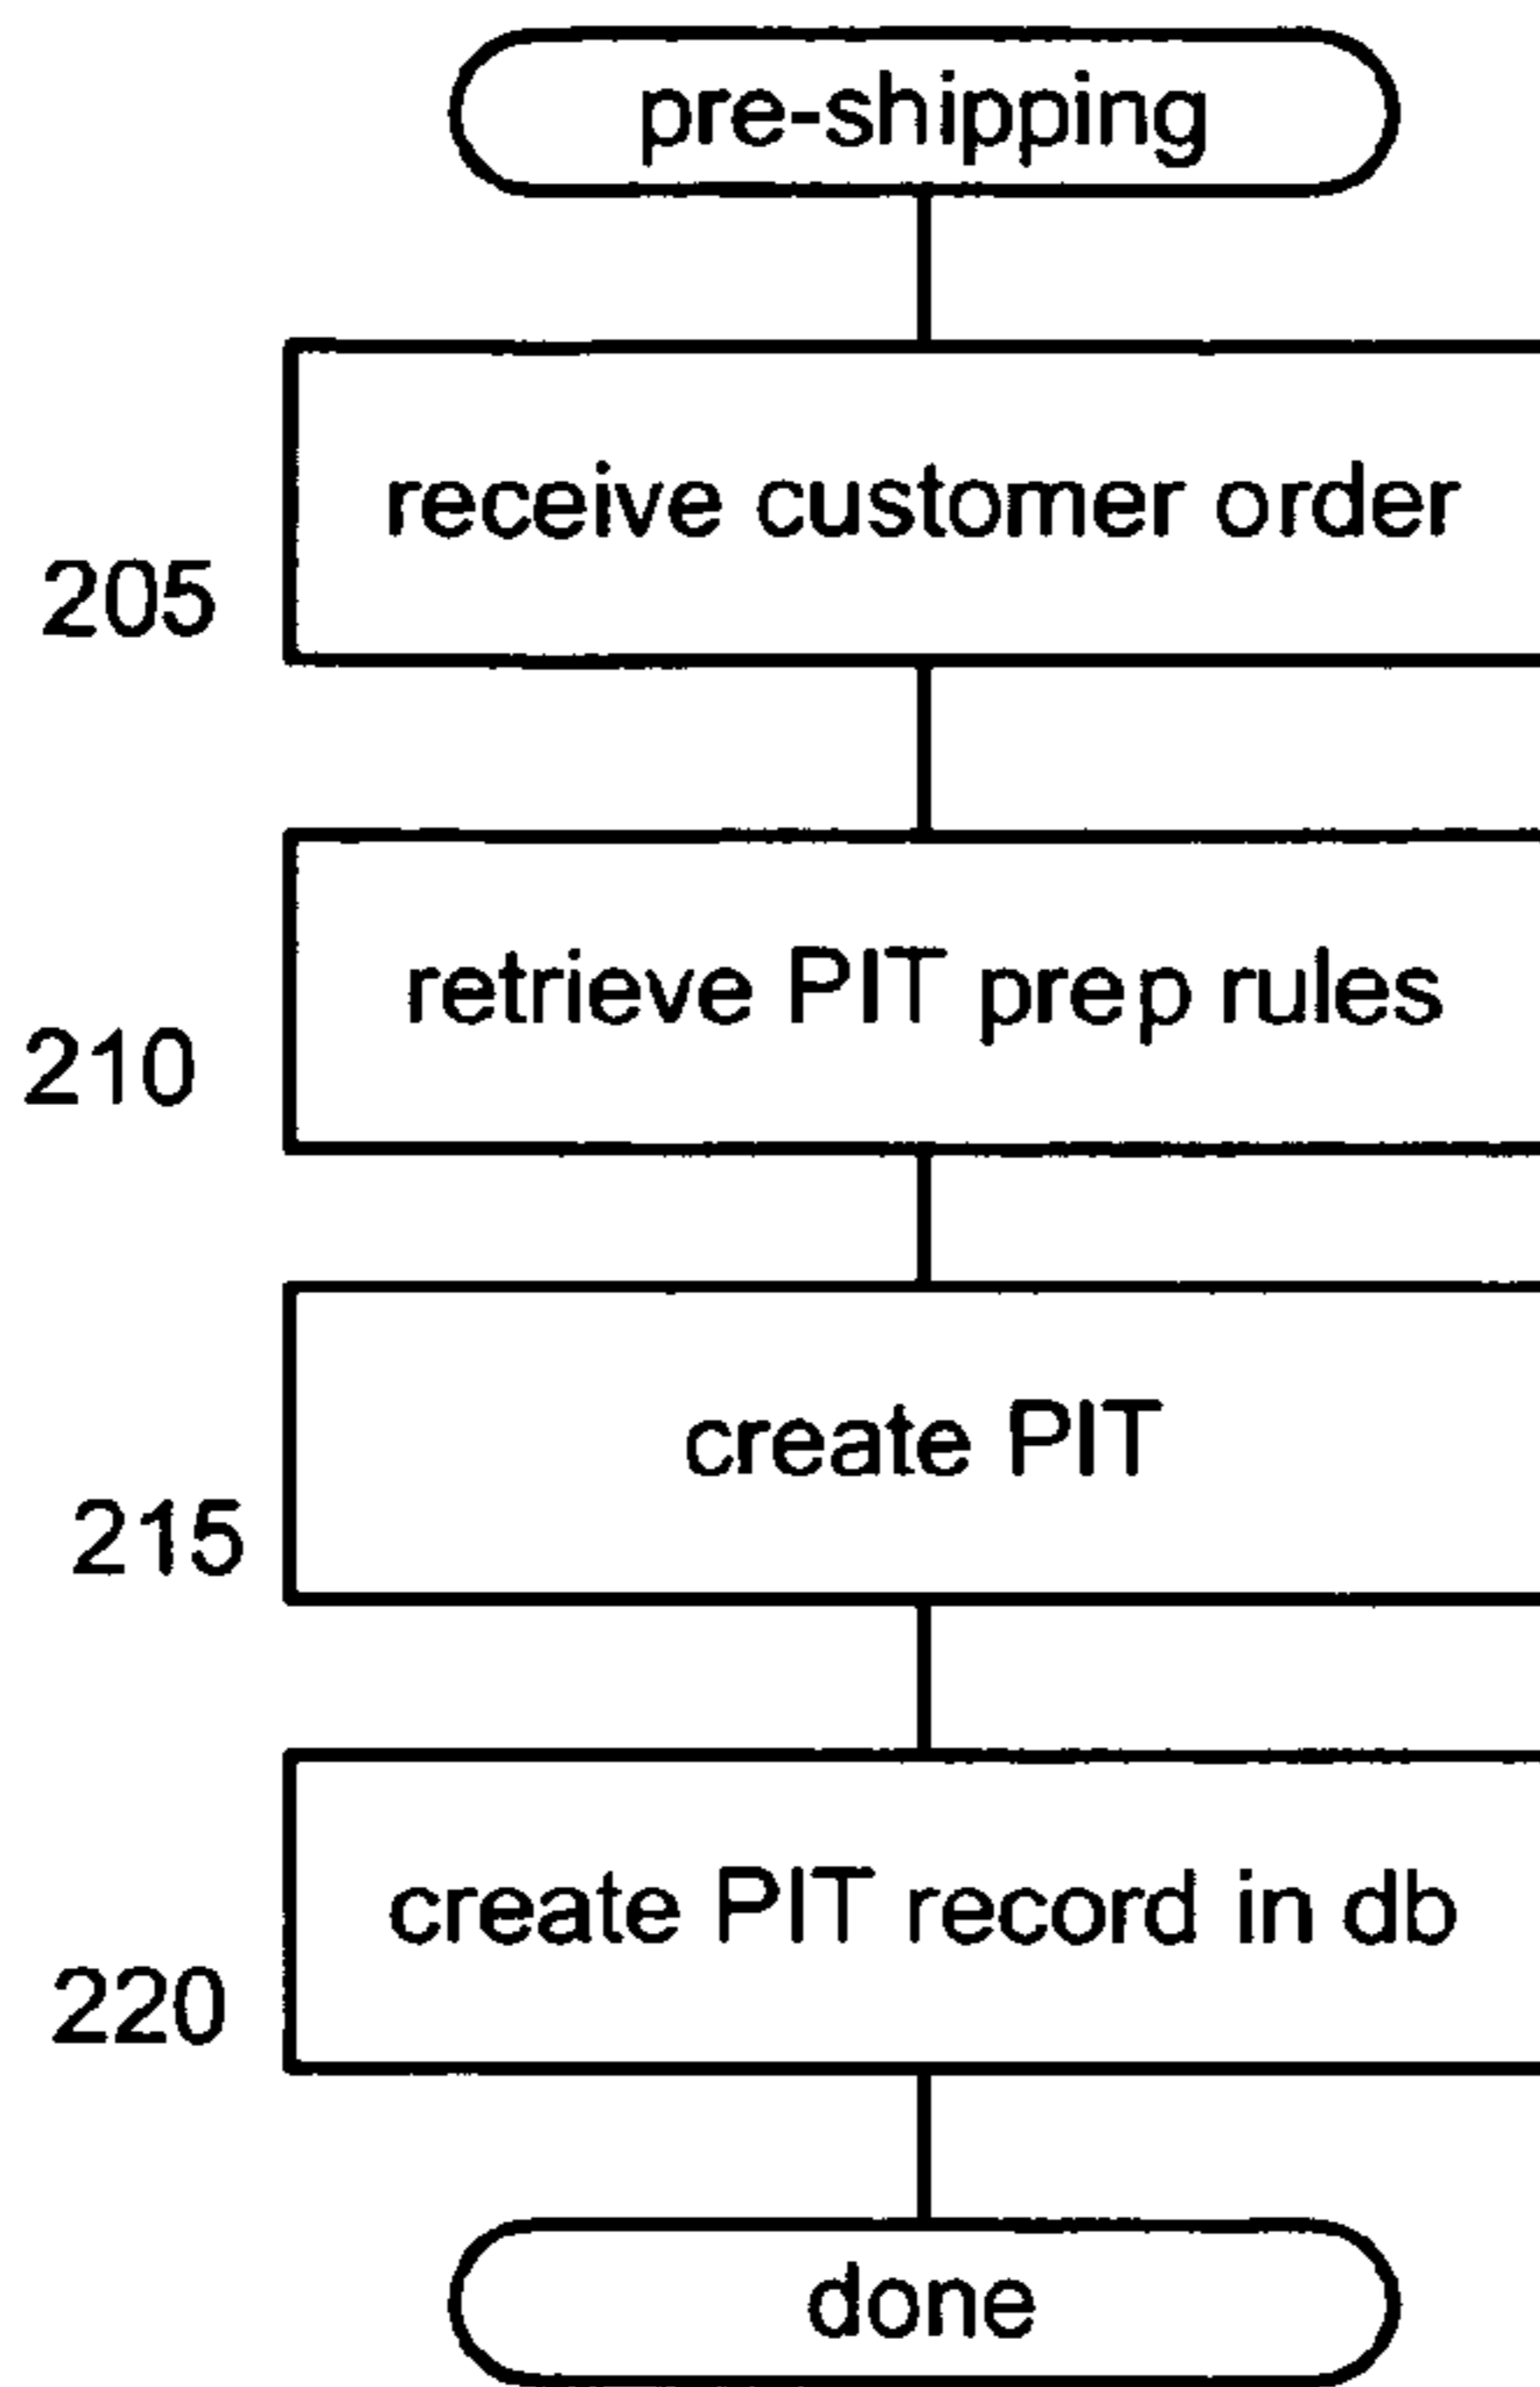 pre-shipping
receive customer order
205
retrieve PIT prep rules
210
create PIT
215
create PIT record in db
220
done